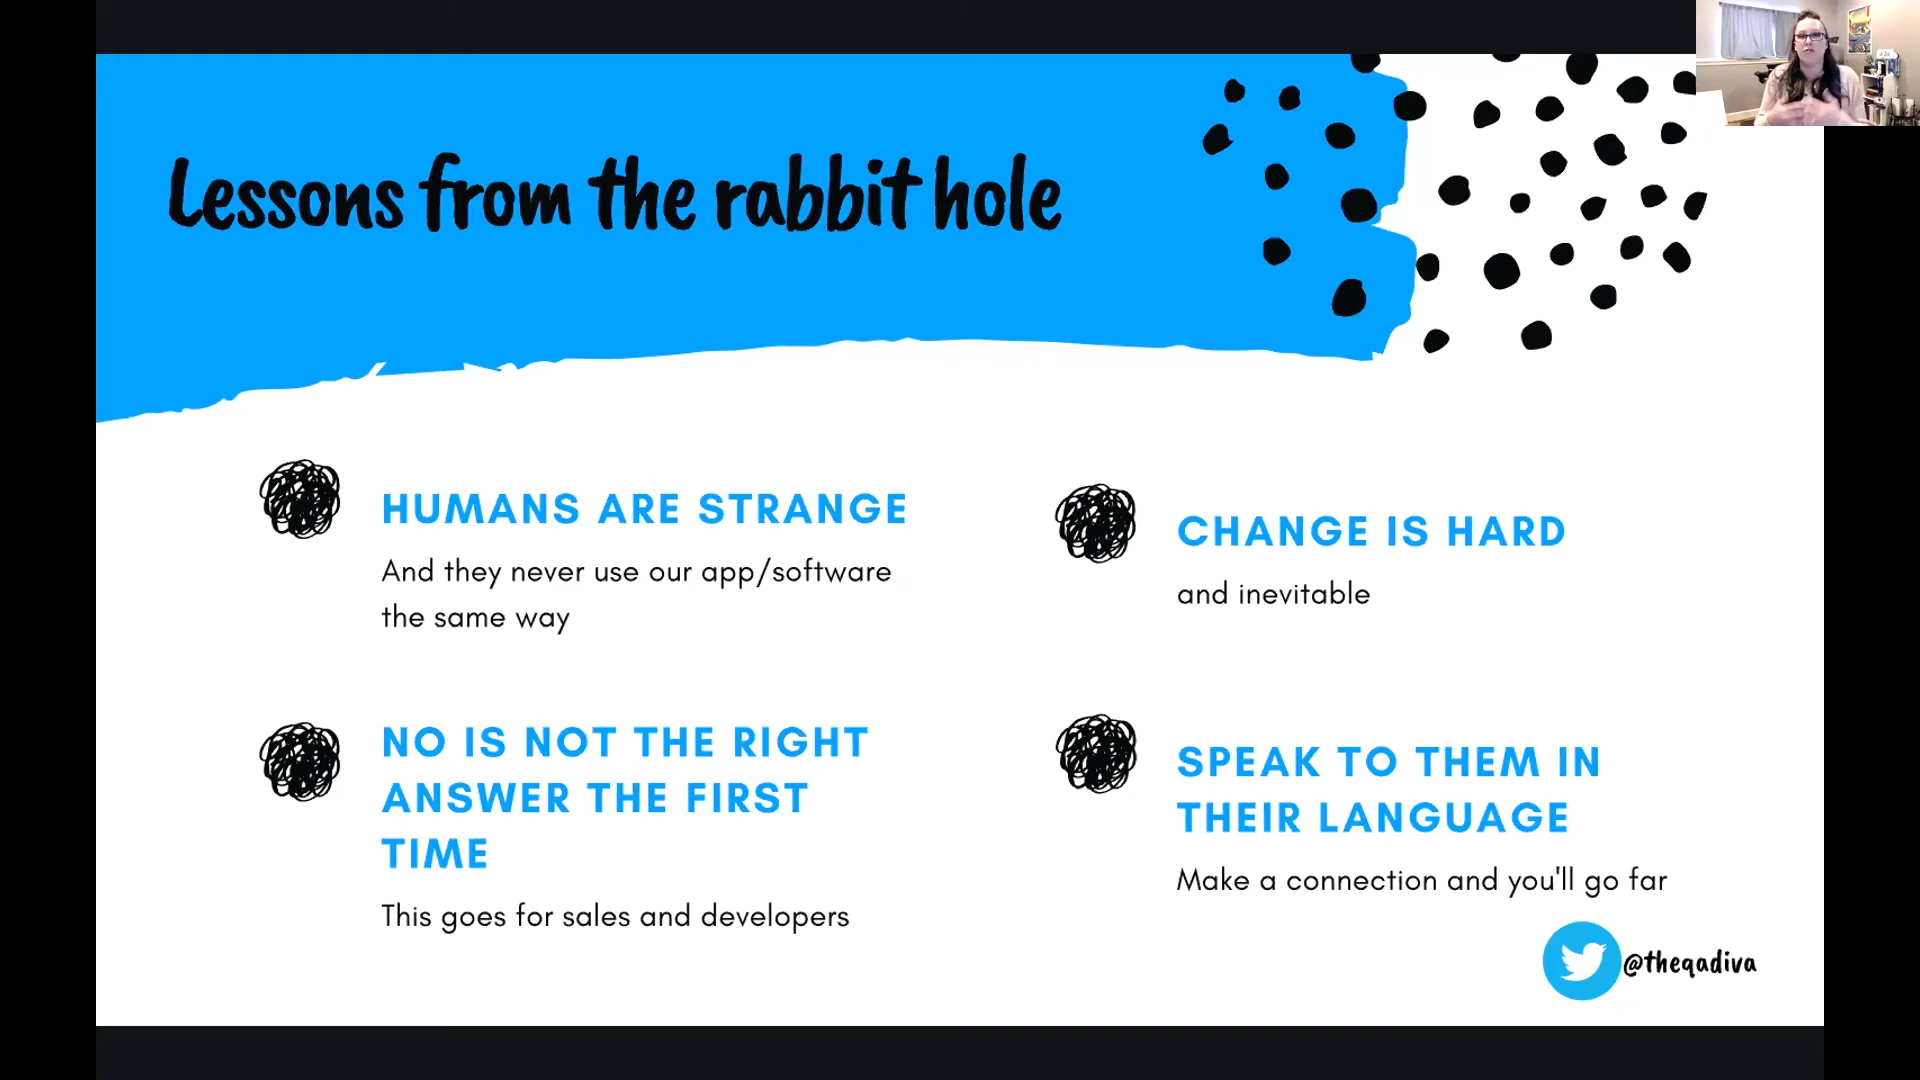 Lessons from the rabbit hole
HUMANS ARE STRANGE
And they never use our app/software
the same way
CHANGE IS HARD
and inevitable
NO IS NOT THE RIGHT
ANSWER THE FIRST
TIME
This goes for sales and developers
SPEAK TO THEM IN
THEIR LANGUAGE
Make a connection and you'll go far
@theqadiva